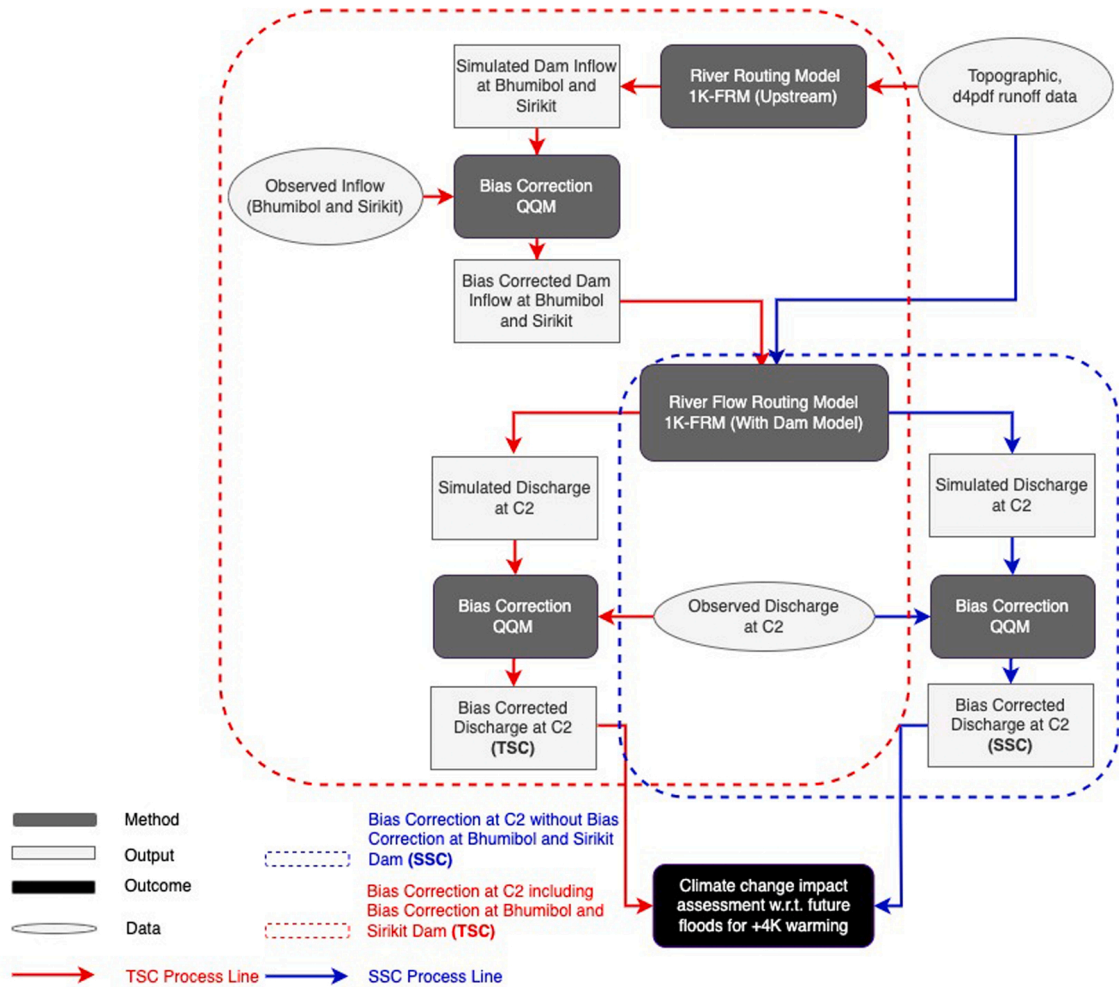 Simulated Dam Inflow
at Bhumibol and
Sirikit
River Routing Model
1K-FRM (Upstream)
Topographic,
d4pdf runoff data
Observed Inflow
(Bhumibol and Sirikit)
Bias Correction
QQM
Bias Corrected Dam
Inflow at Bhumibol
and Sirikit
River Flow Routing Model
1K-FRM (With Dam Model)
Simulated Discharge
at C2
Simulated Discharge
at C2
Bias Correction
QQM
Observed Discharge
at C2
Bias Correction
QQM
Bias Corrected
Discharge at C2
(TSC)
Bias Corrected
Discharge at C2
(SSC)
Method
Output
Outcome
Data
Bias Correction at C2 without Bias
Correction at Bhumibol and Sirikit
Dam (SSC)
Bias Correction at C2 including
Bias Correction at Bhumibol and
Sirikit Dam (TSC)
Climate change impact
assessment w.r.t. future
floods for +4K warming
TSC Process Line
SSC Process Line